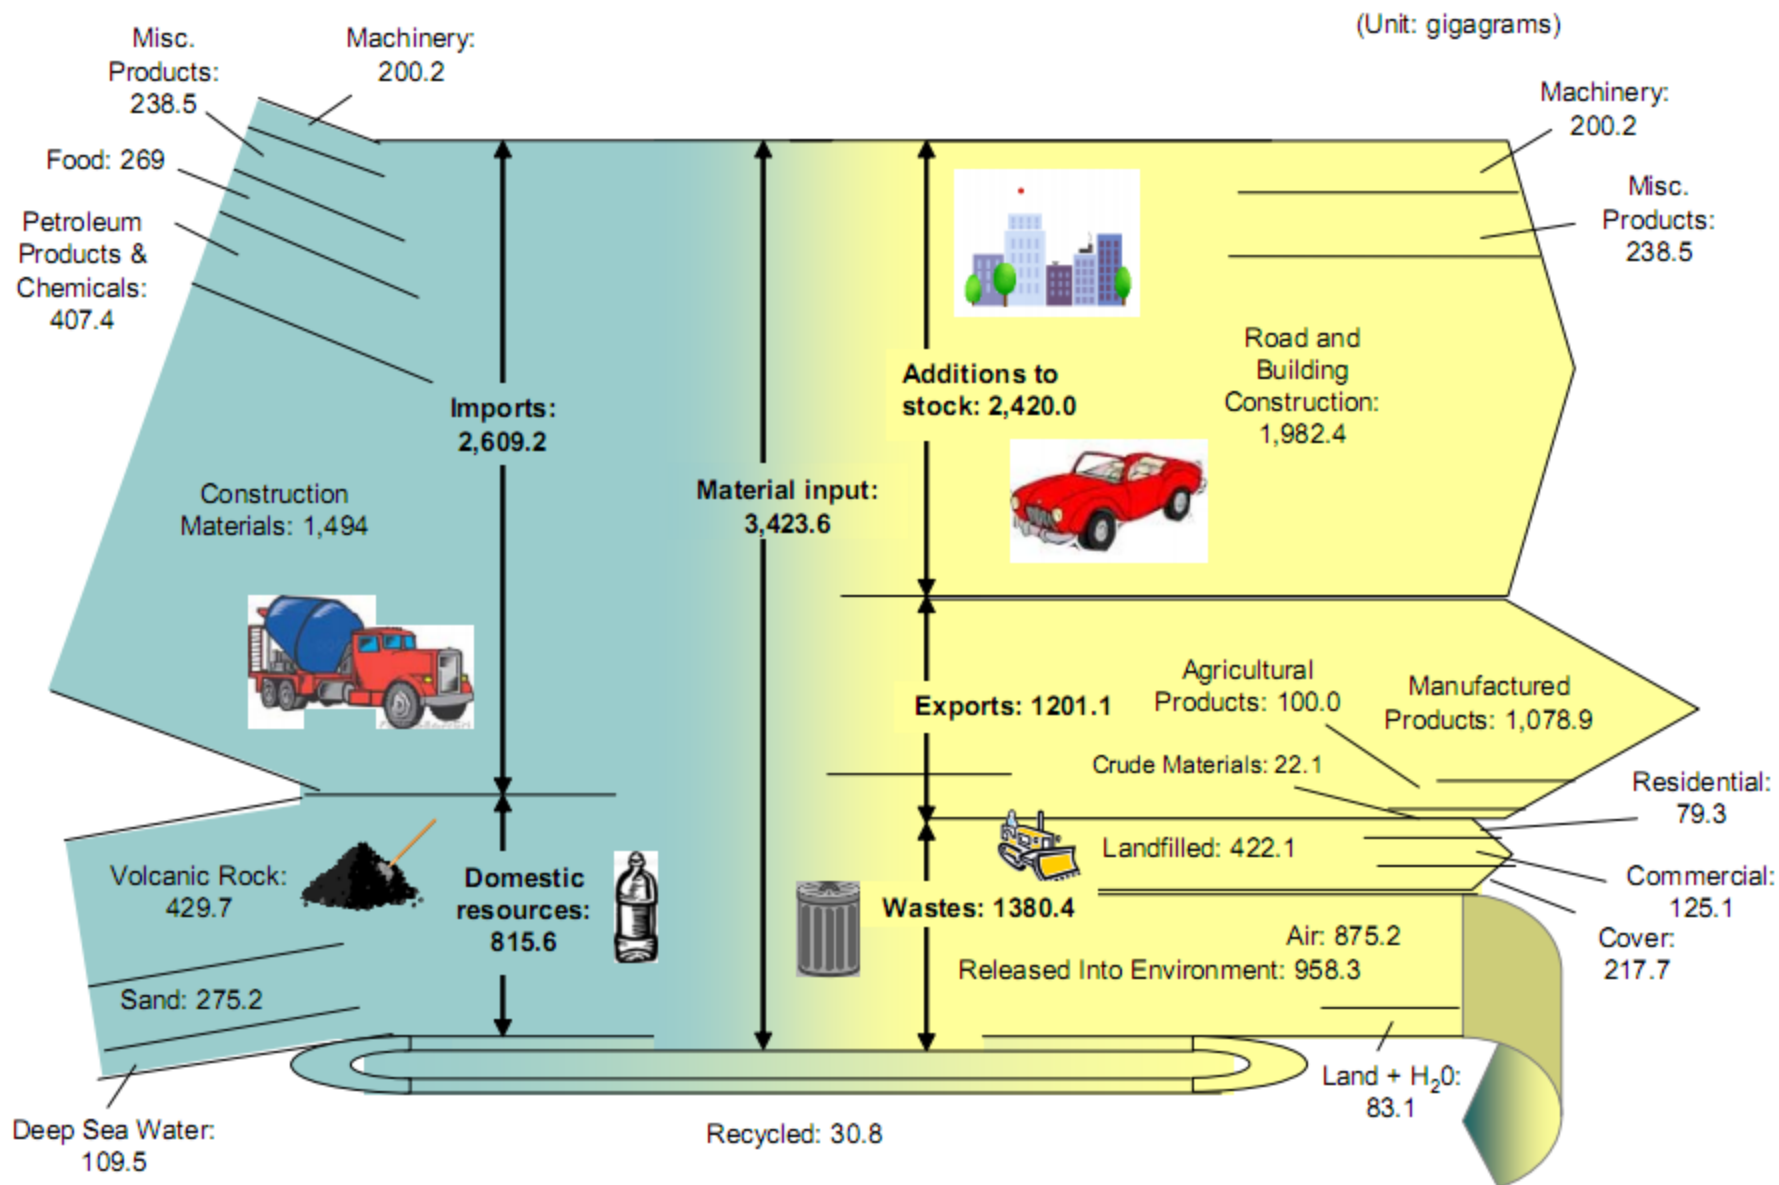 (Unit: gigagrams)
Misc.
Products:
238.5
Machinery:
200.2
Food: 269
Petroleum
Products &
Chemicals:
407.4
Imports:
2,609.2
Construction
Materials: 1,494
Volcanic Rock:
429.7
Domestic
resources:
815.6
Sand: 275.2
Deep Sea Water:
109.5
Material input:
3,423.6
Recycled: 30.8
Machinery:
200.2
Misc.
Products:
238.5
Additions to
stock: 2,420.0
Road and
Building
Construction:
1,982.4
Exports: 1201.1
Agricultural
Products: 100.0
Manufactured
Products: 1,078.9
Crude Materials: 22.1
Residential:
79.3
Landfilled: 422.1
Commercial:
125.1
Wastes: 1380.4
Cover:
217.7
Air: 875.2
Released Into Environment: 958.3
Land + H₂0:
83.1